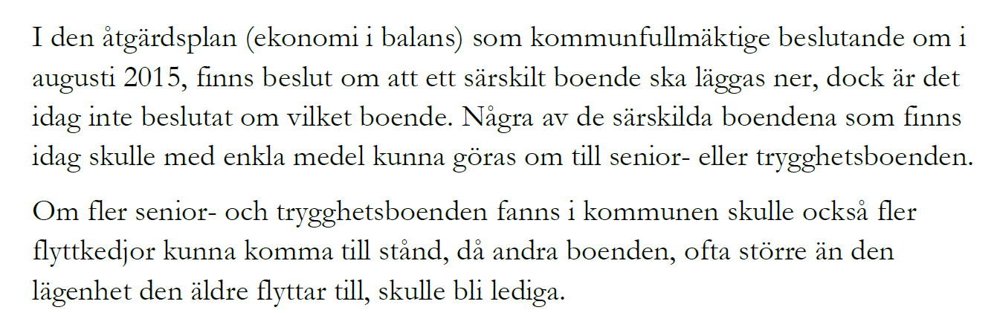 I den åtgärdsplan (ekonomi i balans) som kommunfullmäktige beslutande om i
augusti 2015, finns beslut om att ett särskilt boende ska läggas ner, dock är det
idag inte beslutat om vilket boende. Några av de särskilda boendena som finns
idag skulle med enkla medel kunna göras om till senior- eller trygghetsboenden.
Om fler senior- och trygghetsboenden fanns i kommunen skulle också fler
flyttkedjor kunna komma till stånd, då andra boenden, ofta större än den
lägenhet den äldre flyttar till, skulle bli lediga.